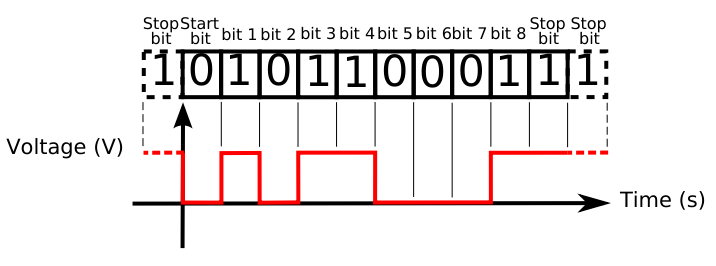 Stop Start bit 1 bit 2 bit 3 bit 4 bit 5 bit 6 bit 7 bit 8 Stop Stop
bit bit bit bit
1 0 1 0 1 1 0 0 0 1 1 1
Voltage (V)
Time (s)